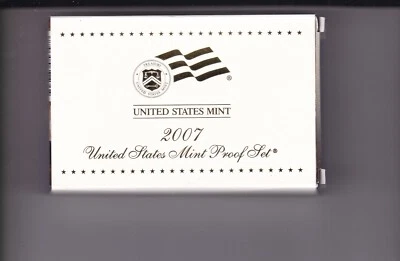 UNITED STATES MINT
2007
United States Mint Proof Set®